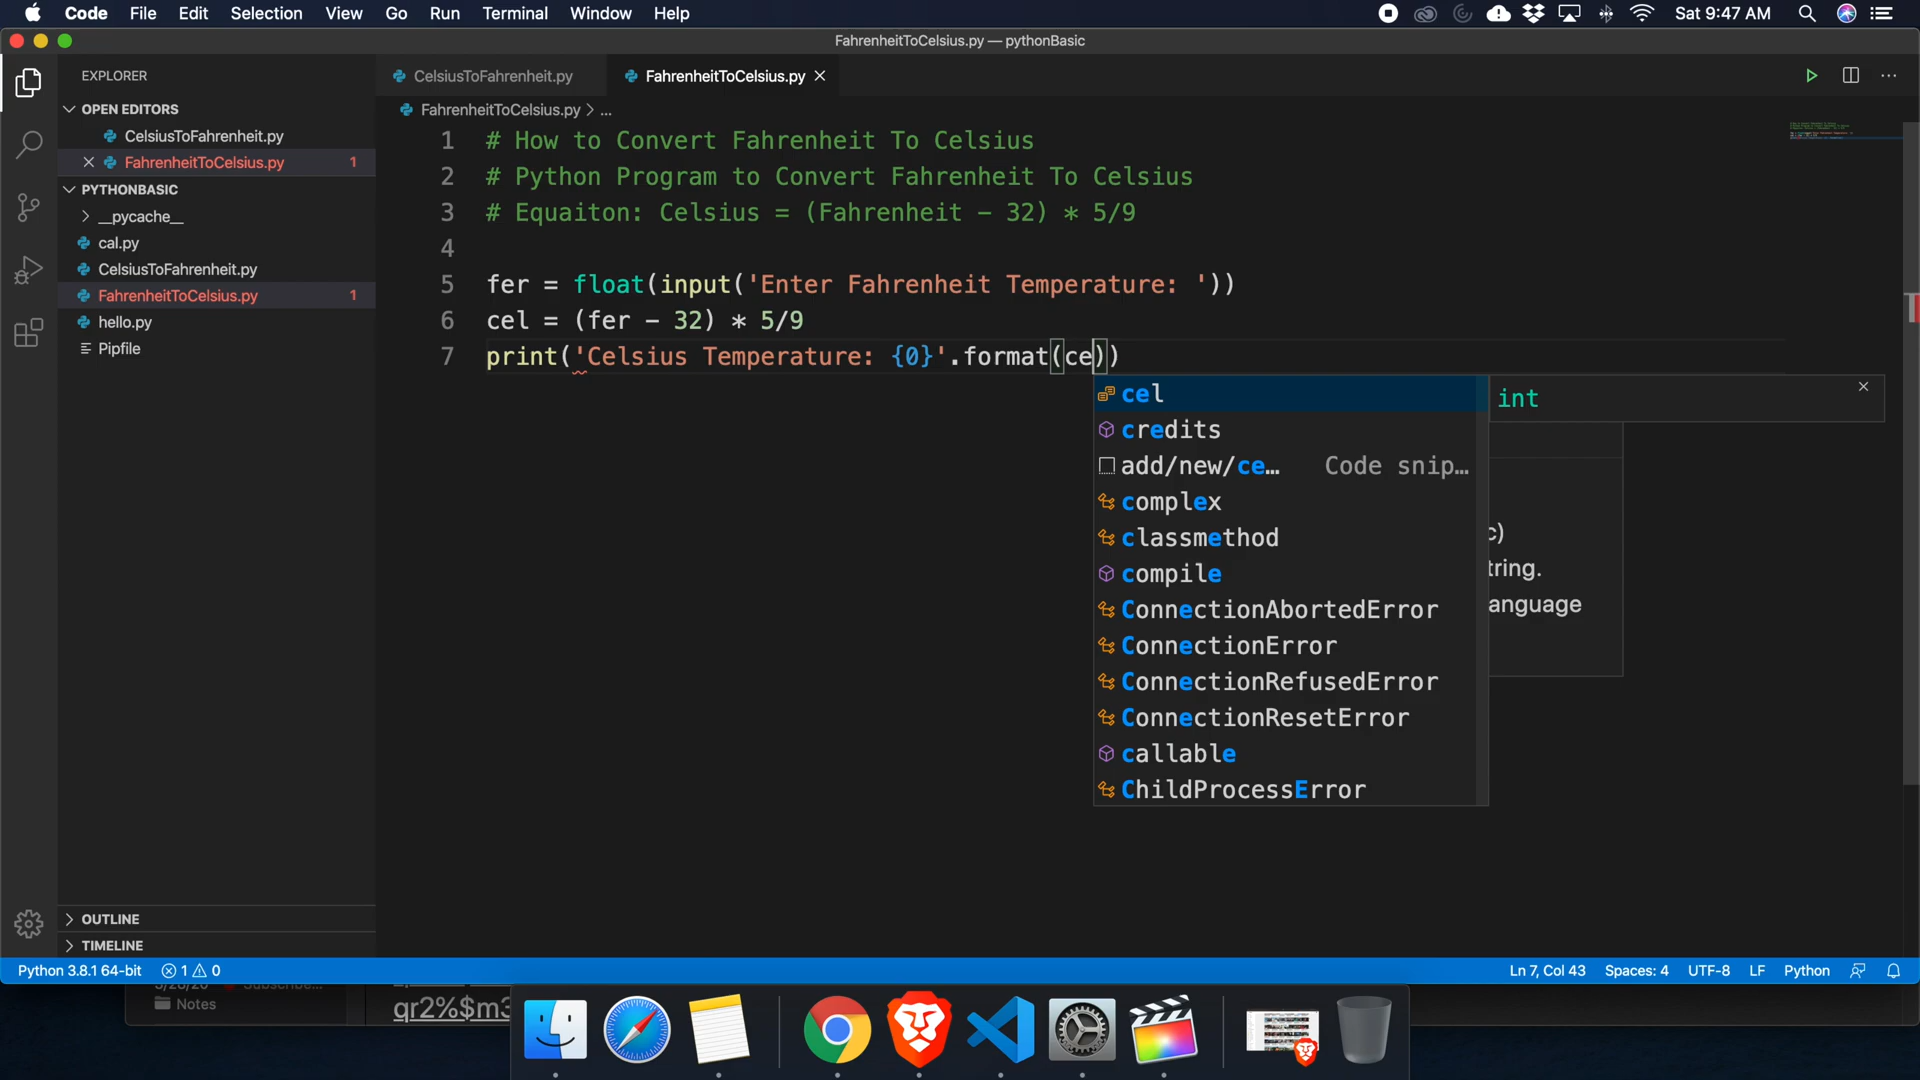 Code File Edit Selection View Go Run Terminal Window Help Sat 9:47 AM
FahrenheitToCelsius.py — pythonBasic
EXPLORER
OPEN EDITORS
CelsiusToFahrenheit.py
FahrenheitToCelsius.py 1
PYTHONBASIC
__pycache__
cal.py
CelsiusToFahrenheit.py
FahrenheitToCelsius.py 1
hello.py
Pipfile
OUTLINE
TIMELINE
CelsiusToFahrenheit.py FahrenheitToCelsius.py
FahrenheitToCelsius.py > ...
1 # How to Convert Fahrenheit To Celsius
2 # Python Program to Convert Fahrenheit To Celsius
3 # Equaiton: Celsius = (Fahrenheit - 32) * 5/9
4
5 fer = float(input('Enter Fahrenheit Temperature: '))
6 cel = (fer - 32) * 5/9
7 print('Celsius Temperature: {0}'.format(ce))
cel
credits
add/new/ce… Code snip…
complex
classmethod
compile
ConnectionAbortedError
ConnectionError
ConnectionRefusedError
ConnectionResetError
callable
ChildProcessError
int
tring.
anguage
Python 3.8.1 64-bit 1 0 Ln 7, Col 43 Spaces: 4 UTF-8 LF Python
Notes
qr2%$m3